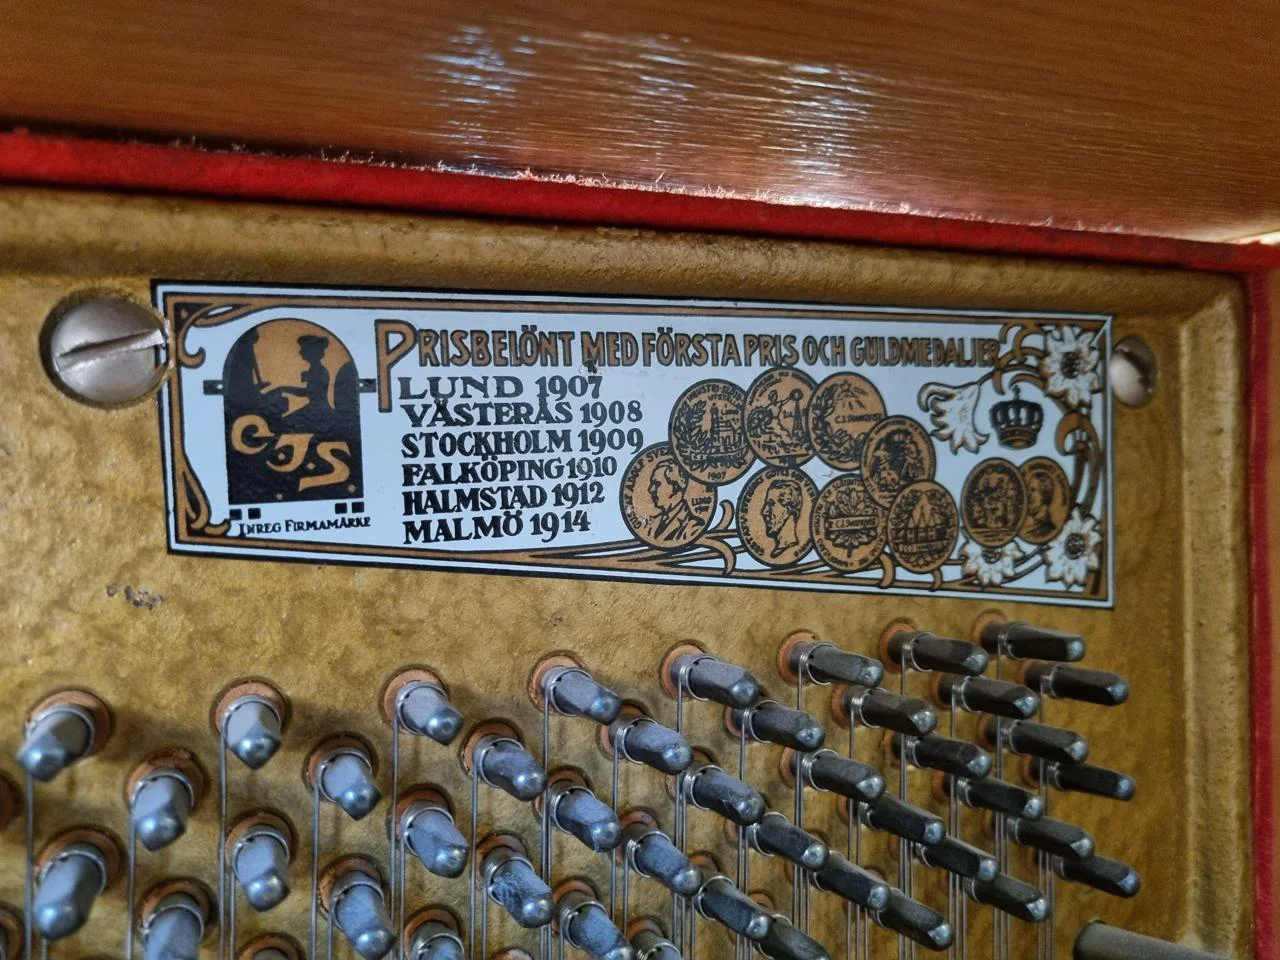 PRISBELÖNT MED FÖRSTA PRIS OCH GULDMEDALJER
LUND 1907
VÄSTERÅS 1908
STOCKHOLM 1909
FALKÖPING 1910
HALMSTAD 1912
MALMÖ 1914
C.J.S.
INREG FIRMAMÄRKE
1907